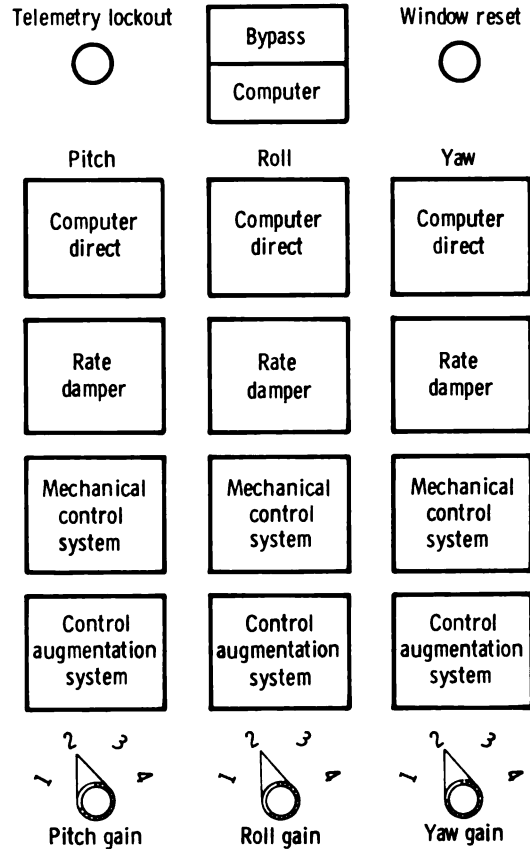 Telemetry lockout
Bypass
Computer
Window reset
Pitch
Roll
Yaw
Computer
direct
Computer
direct
Computer
direct
Rate
damper
Rate
damper
Rate
damper
Mechanical
control
system
Mechanical
control
system
Mechanical
control
system
Control
augmentation
system
Control
augmentation
system
Control
augmentation
system
1 2 3 4
1 2 3 4
1 2 3 4
Pitch gain
Roll gain
Yaw gain